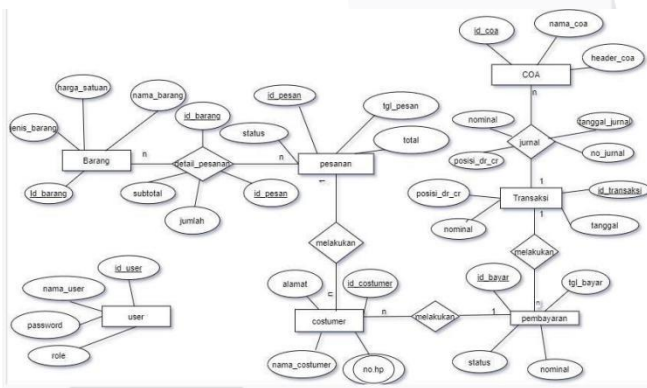 nama_coa
id_coa
header_coa
COA
n
harga_satuan
nama_barang
id_barang
id_pesan
tgl_pesan
nominal
tanggal_jurnal
jenis_barang
status
total
jurnal
no_jurnal
posisi_dr_cr
Barang
n
detail_pesanan
n
pesanan
1
Id_barang
subtotal
id_pesan
jumlah
posisi_dr_cr
1
Transaksi
id_transaksi
1
nominal
tanggal
melakukan
melakukan
id_user
nama_user
alamat
id_costumer
id_bayar
tgl_bayar
n
password
user
costumer
n
melakukan
1
pembayaran
role
nama_costumer
no.hp
status
nominal